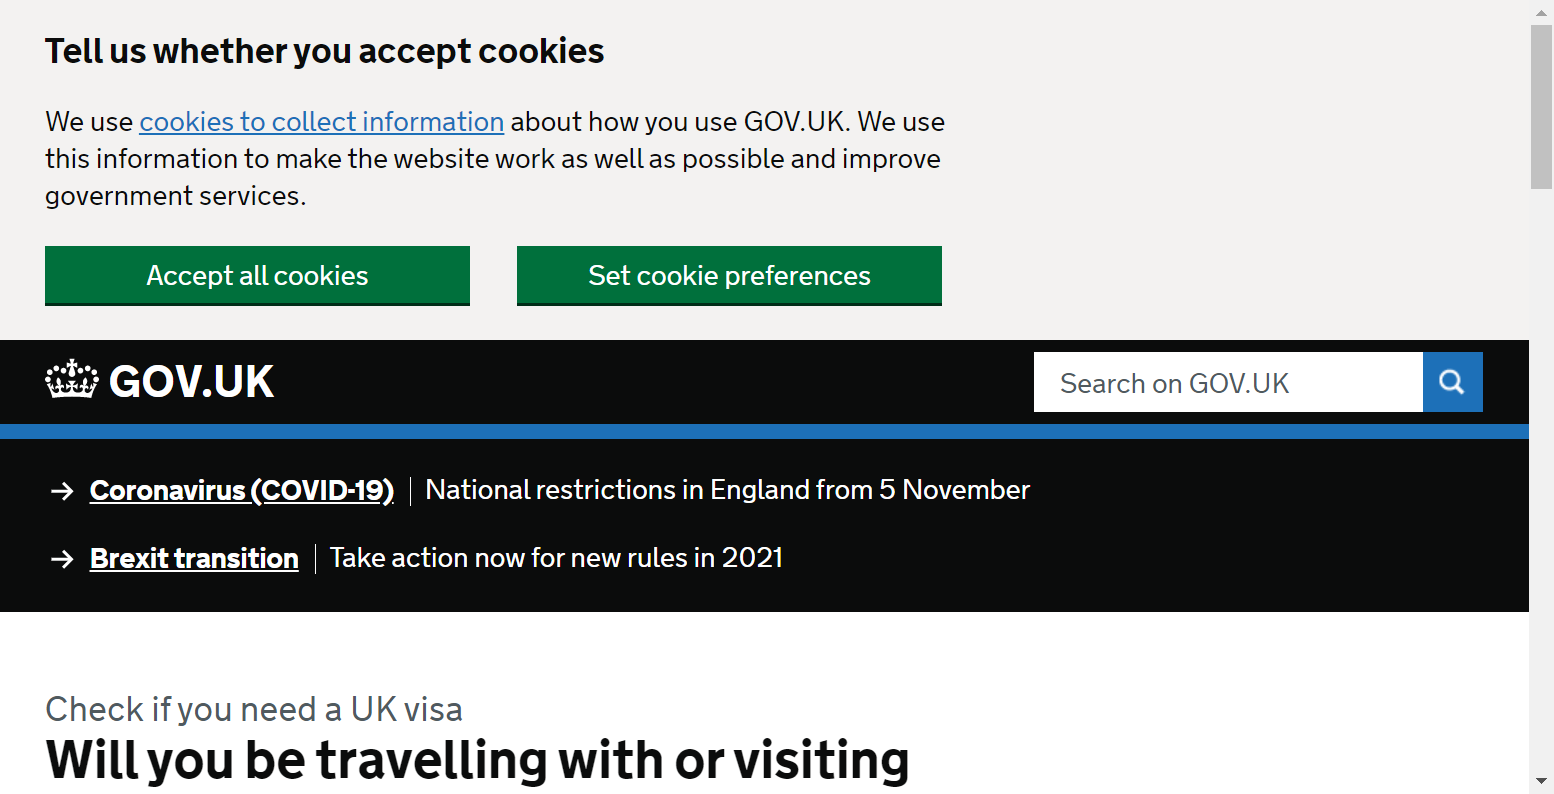 Tell us whether you accept cookies
We use cookies to collect information about how you use GOV.UK. We use
this information to make the website work as well as possible and improve
government services.
Accept all cookies
Set cookie preferences
GOV.UK
Search on GOV.UK
→ Coronavirus (COVID-19) | National restrictions in England from 5 November
→ Brexit transition | Take action now for new rules in 2021
Check if you need a UK visa
Will you be travelling with or visiting